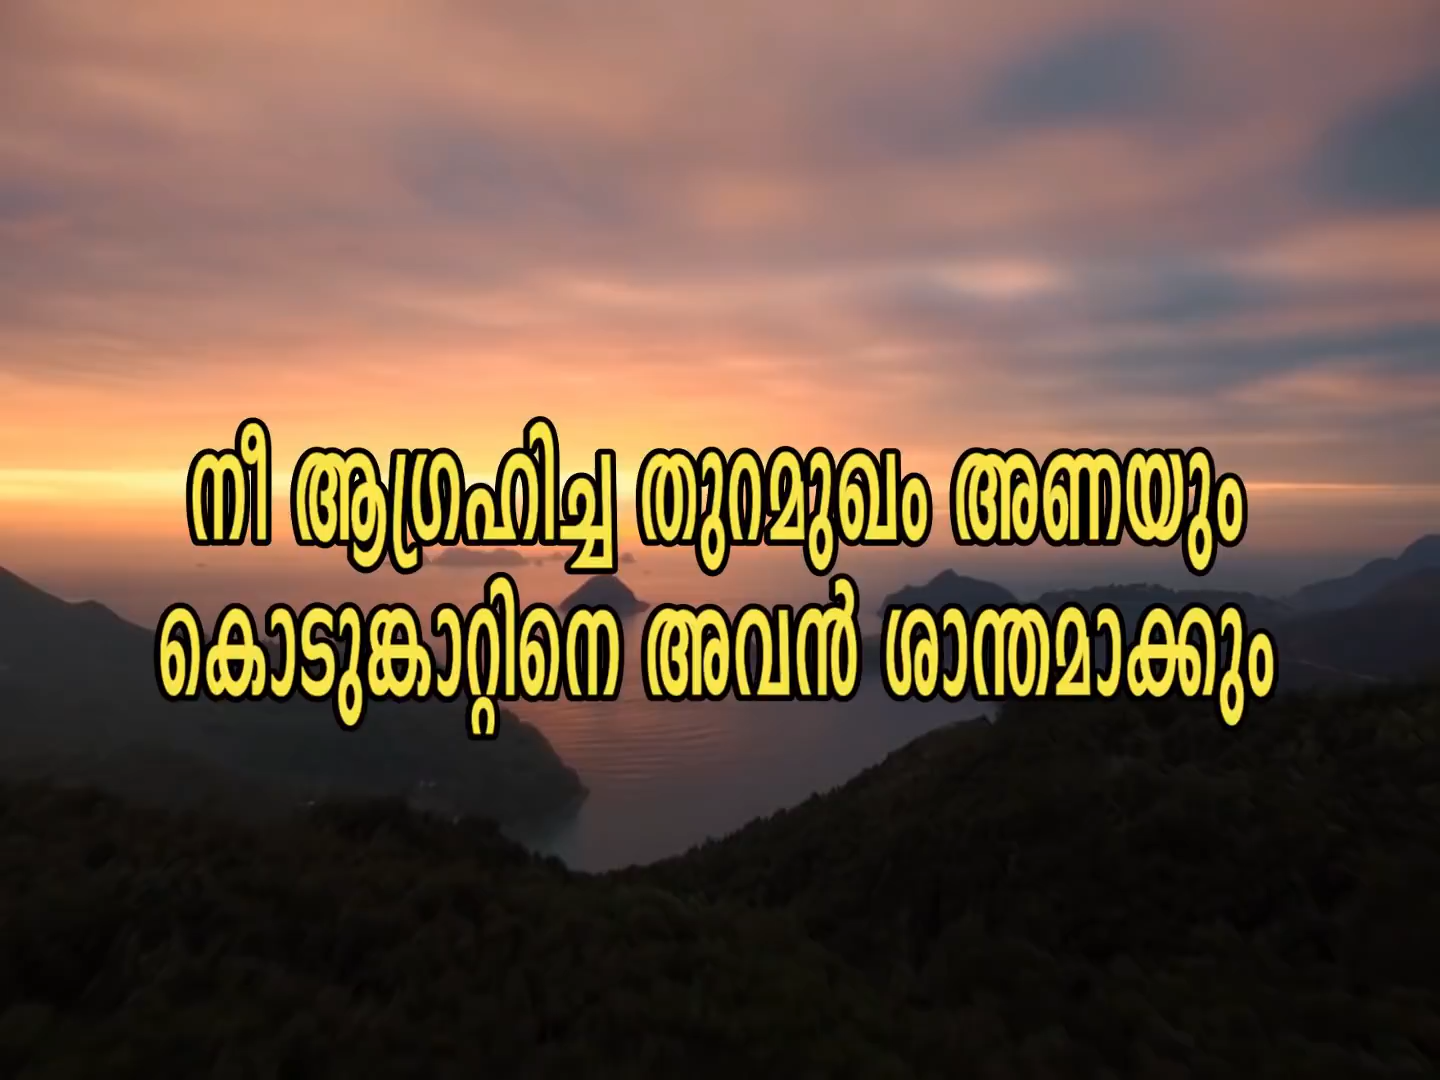 നീ ആഗ്രഹിച്ച തുറമുഖം അണയും
കൊടുങ്കാറ്റിനെ അവൻ ശാന്തമാക്കും